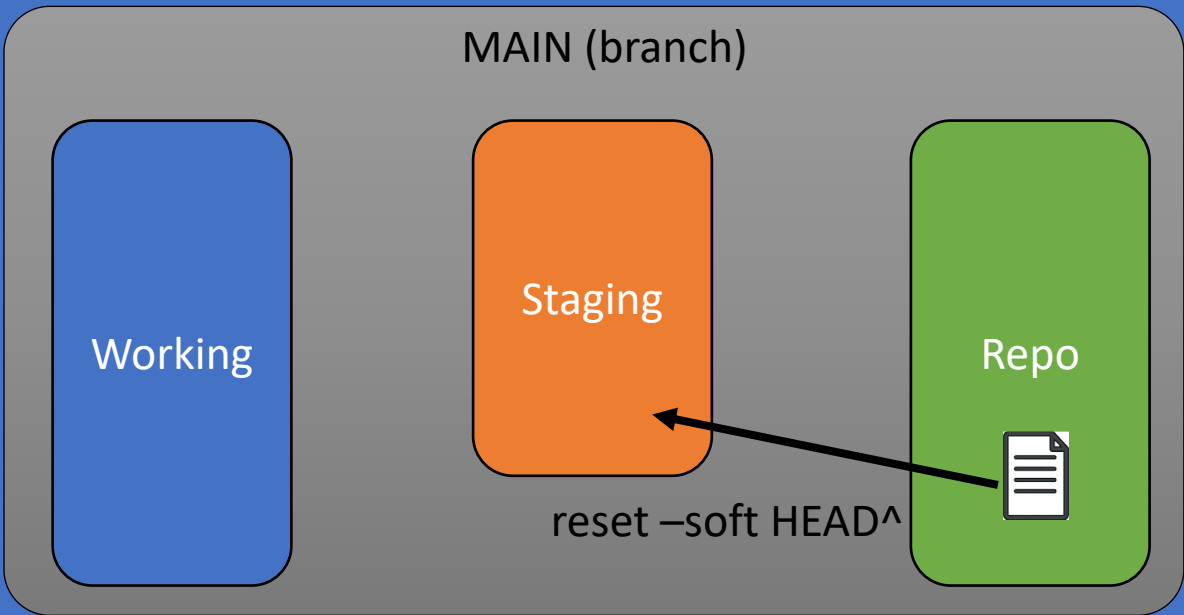 MAIN (branch)
Working
Staging
Repo
reset –soft HEAD^